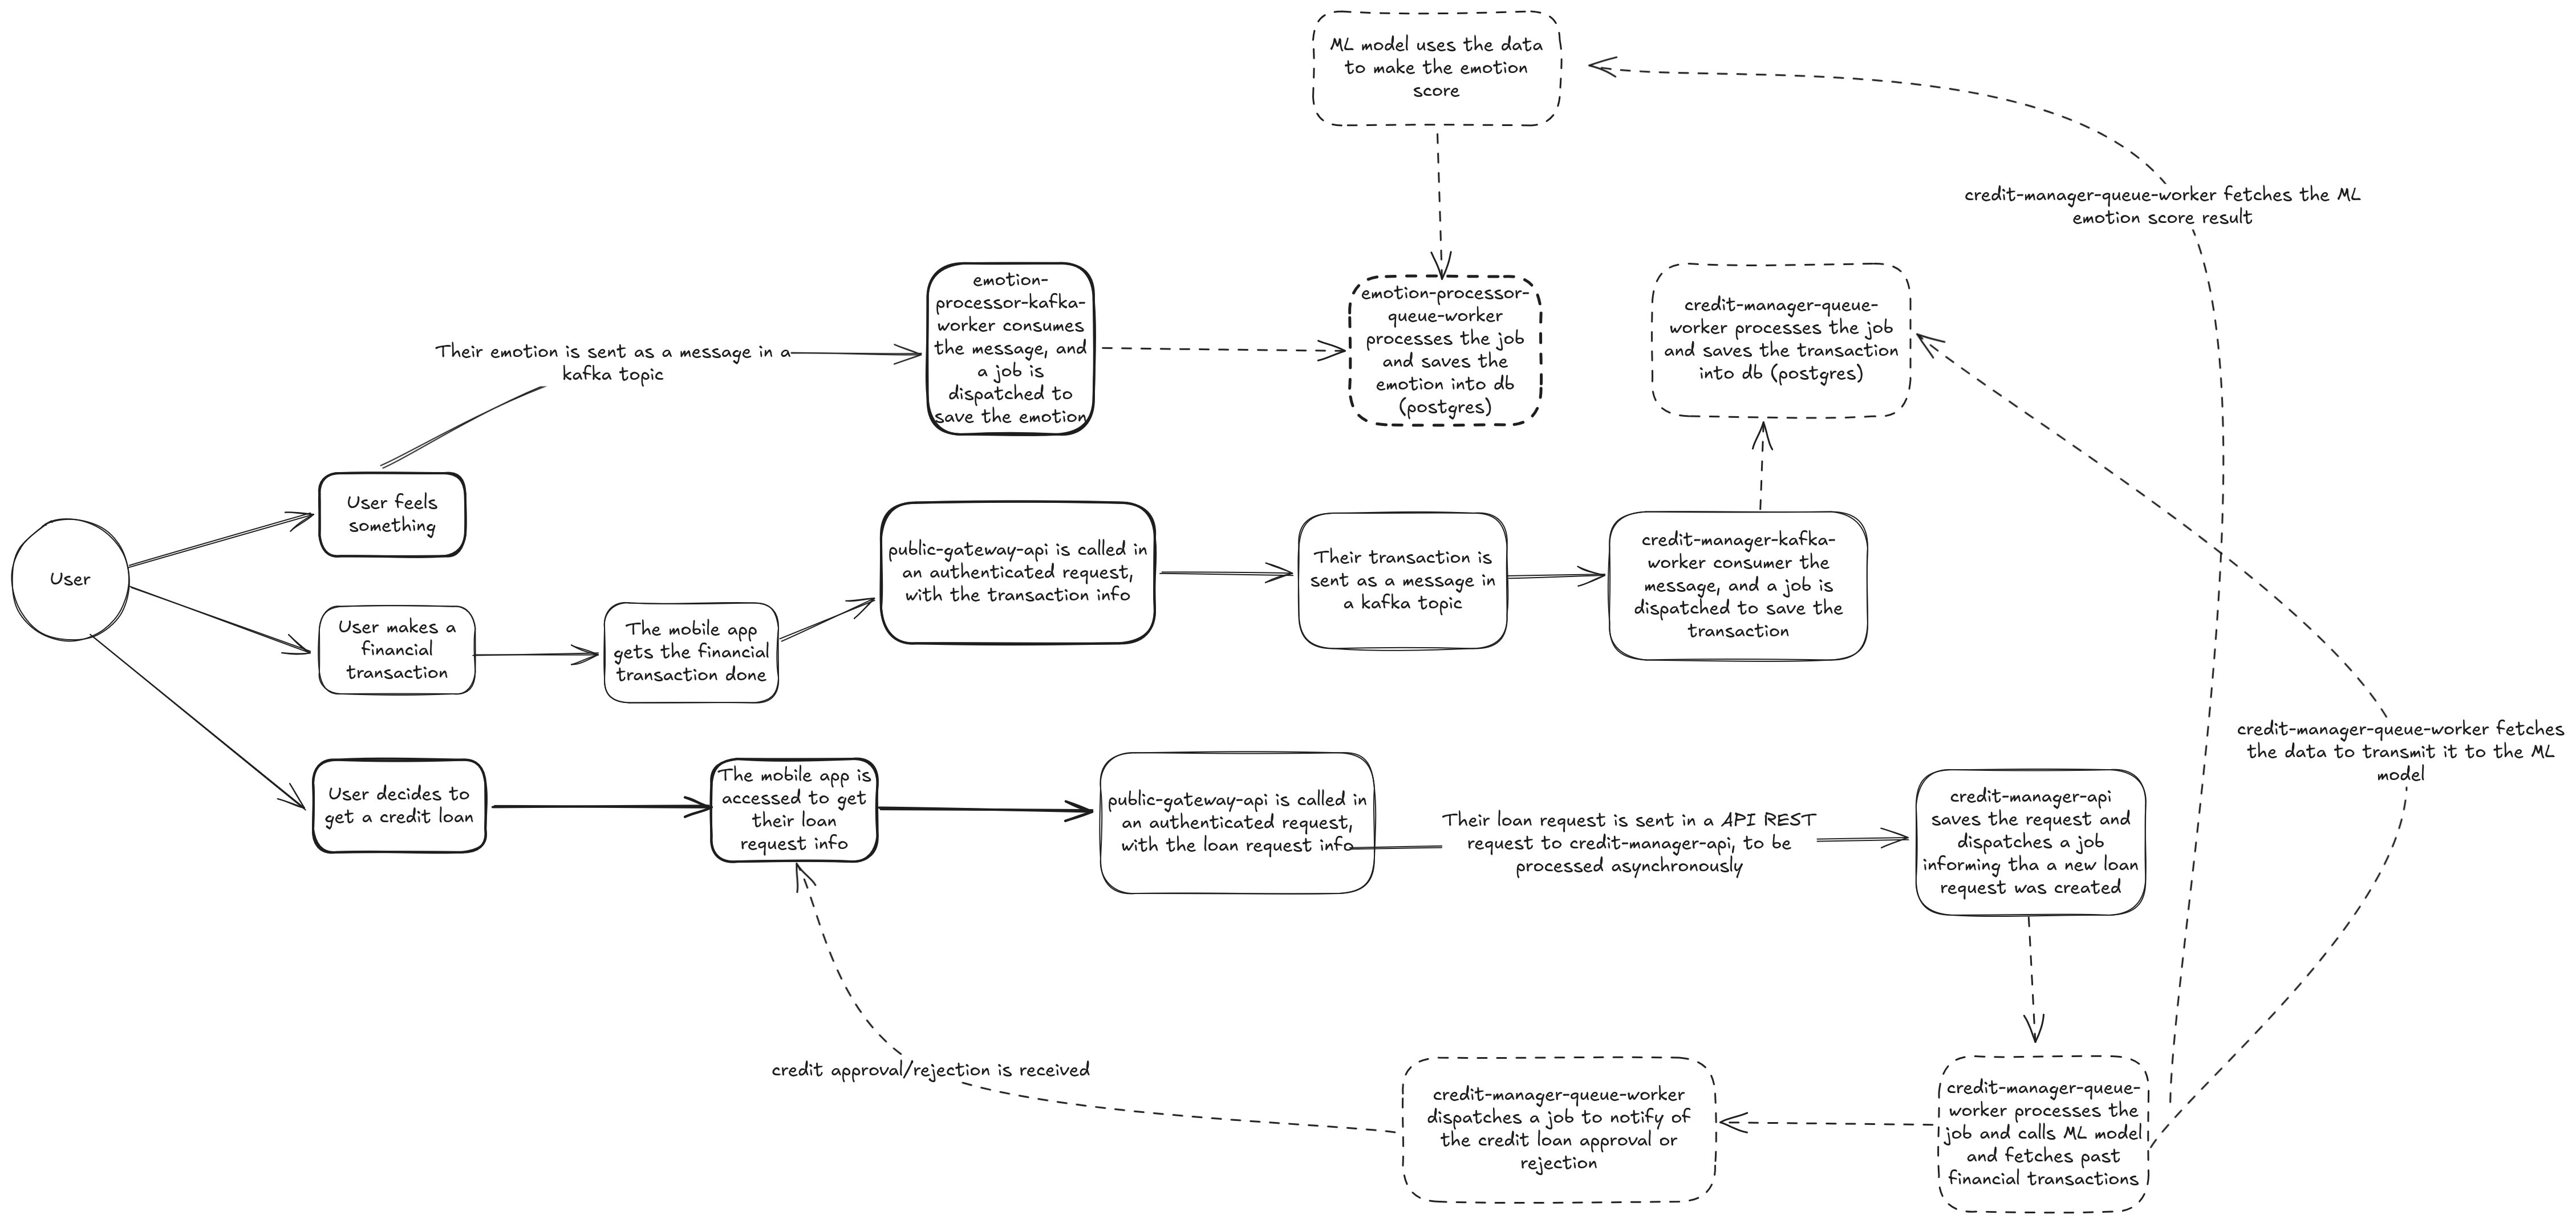 ML model uses the data
to make the emotion
score
credit-manager-queue-worker fetches the ML
emotion score result
emotion-
processor-kafka-
worker consumes
the message, and
a job is
dispatched to
save the emotion
emotion-processor-
queue-worker
processes the job
and saves the
emotion into db
(postgres)
credit-manager-queue-
worker processes the job
and saves the transaction
into db (postgres)
Their emotion is sent as a message in a
kafka topic
User feels
something
User
public-gateway-api is called in
an authenticated request,
with the transaction info
Their transaction is
sent as a message in
a kafka topic
credit-manager-kafka-
worker consumer the
message, and a job is
dispatched to save the
transaction
User makes a
financial
transaction
The mobile app
gets the financial
transaction done
credit-manager-queue-worker fetches
the data to transmit it to the ML
model
User decides to
get a credit loan
The mobile app is
accessed to get
their loan
request info
public-gateway-api is called in
an authenticated request,
with the loan request info
Their loan request is sent in a API REST
request to credit-manager-api, to be
processed asynchronously
credit-manager-api
saves the request and
dispatches a job
informing tha a new loan
request was created
credit approval/rejection is received
credit-manager-queue-worker
dispatches a job to notify of
the credit loan approval or
rejection
credit-manager-queue-
worker processes the
job and calls ML model
and fetches past
financial transactions